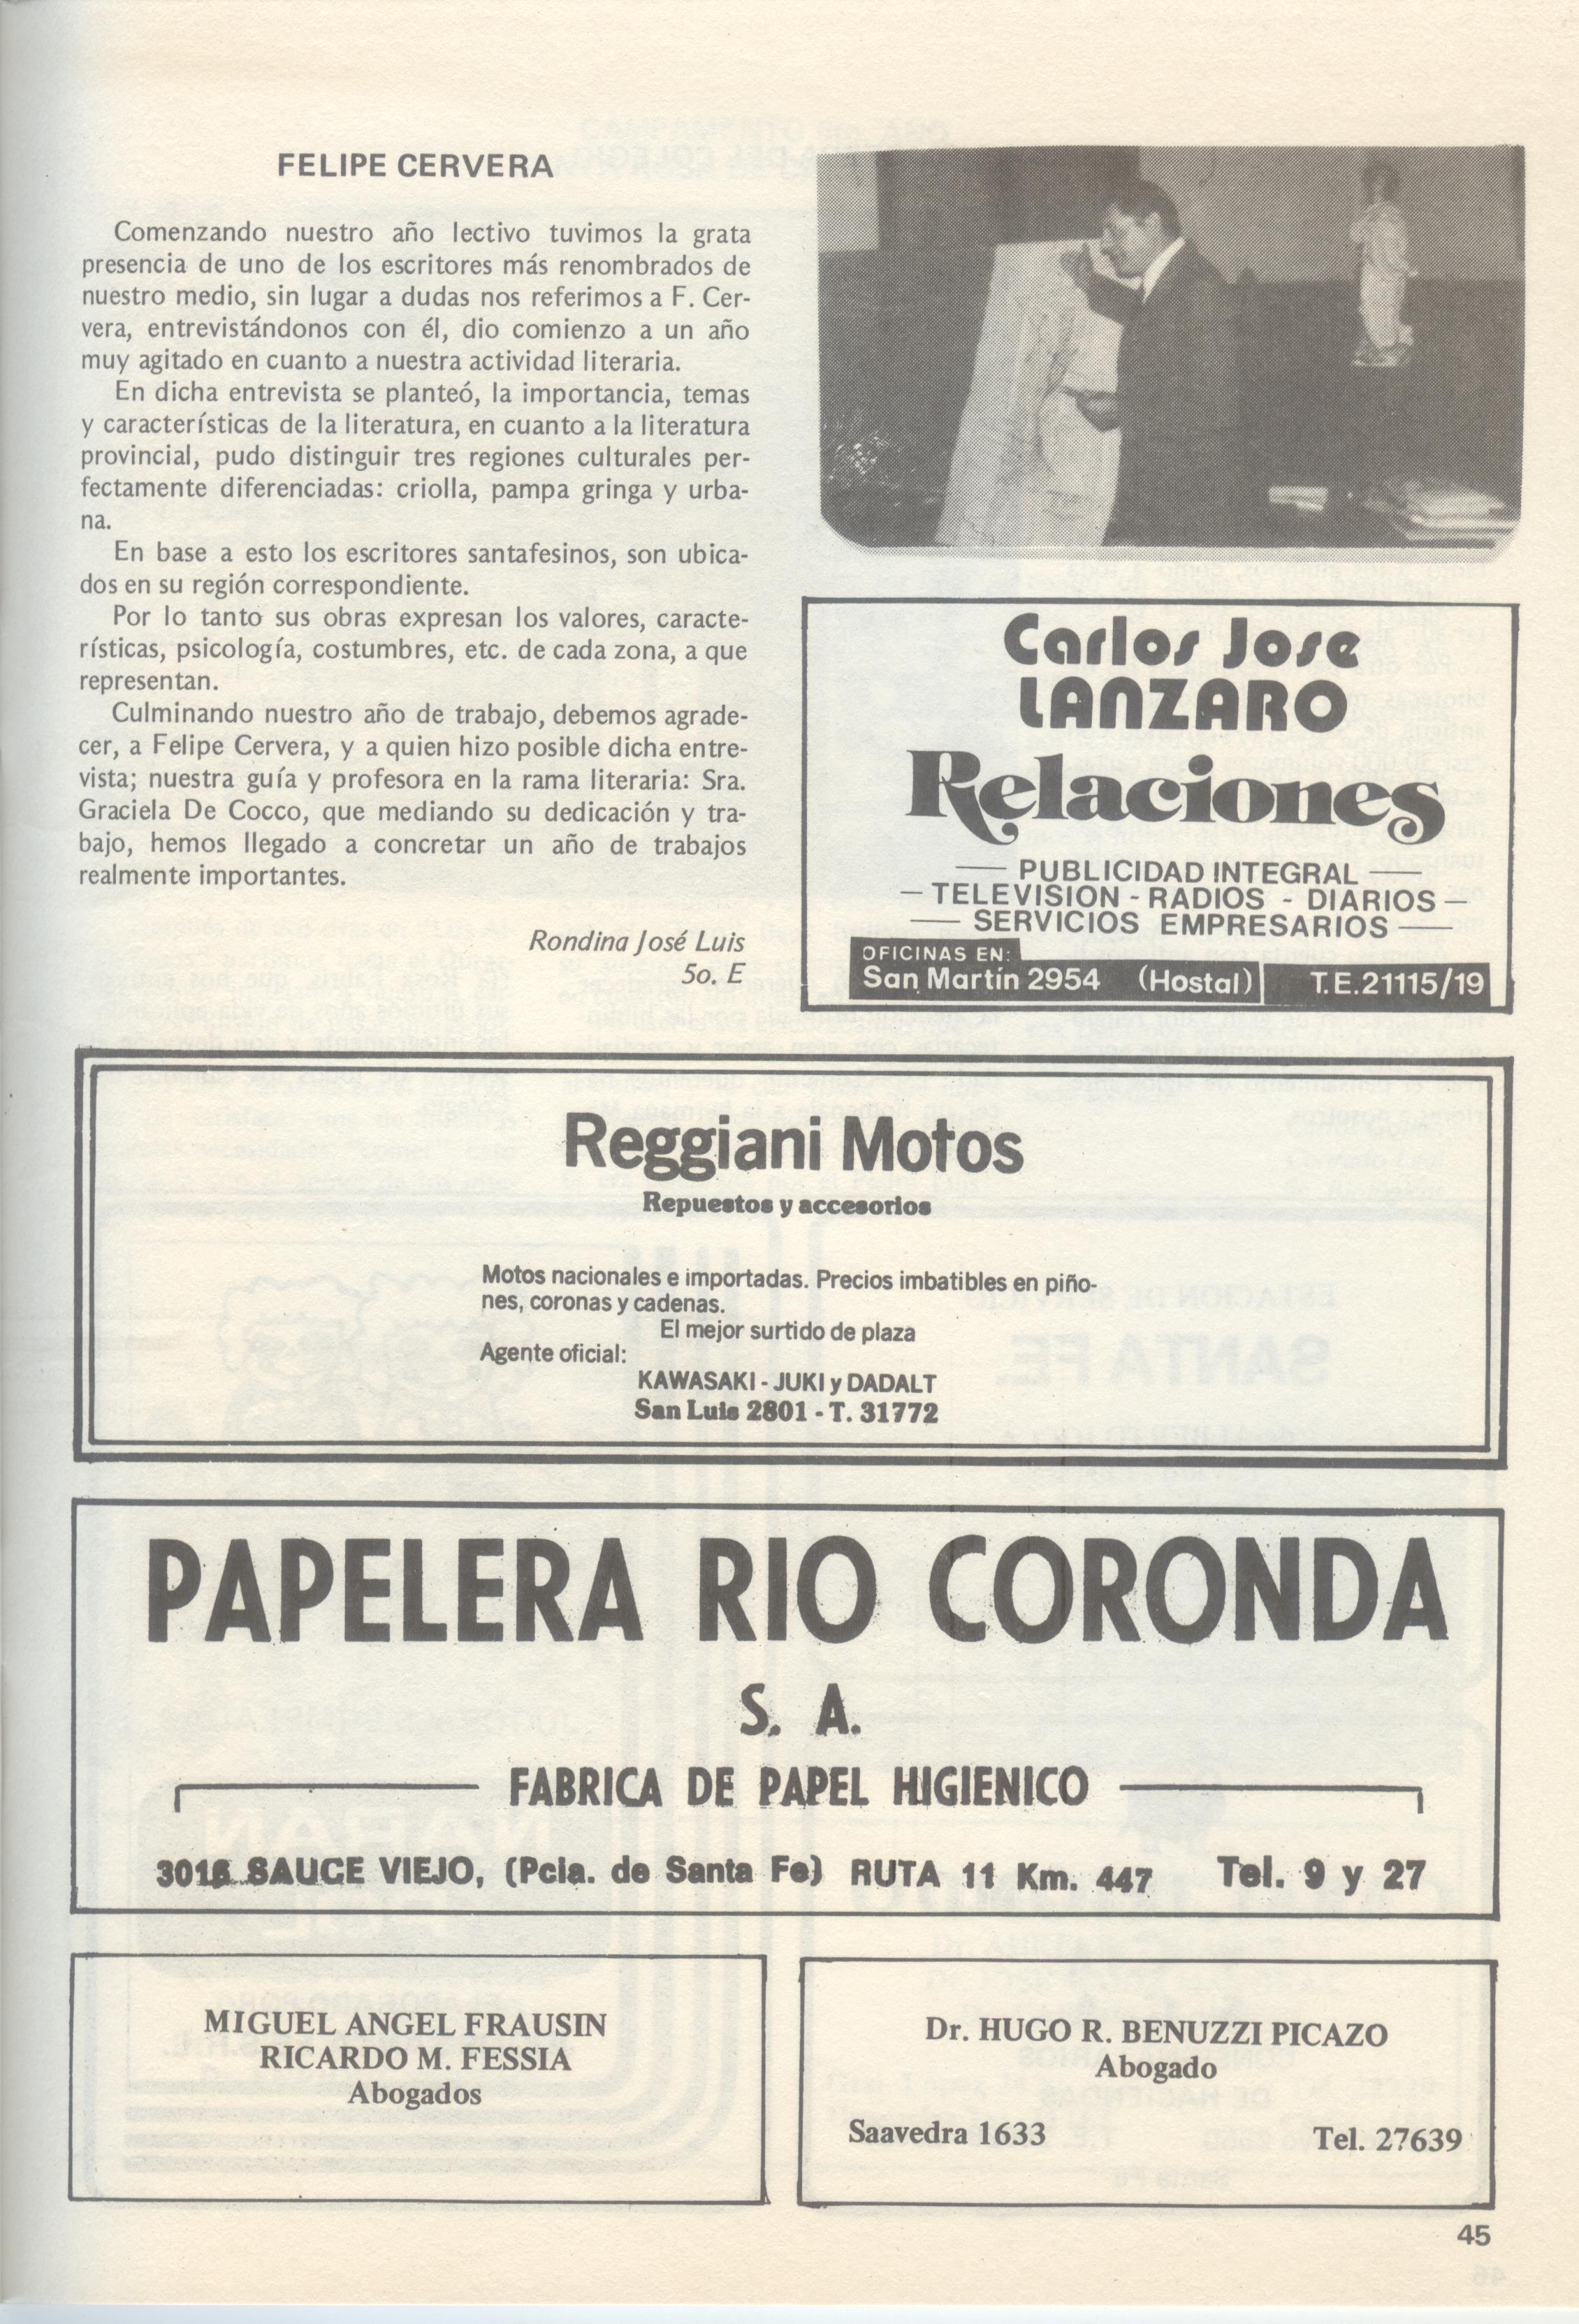 FELIPE CERVERA
Comenzando nuestro año lectivo tuvimos la grata
presencia de uno de los escritores más renombrados de
nuestro medio, sin lugar a dudas nos referimos a F. Cer-
vera, entrevistándonos con él, dio comienzo a un año
muy agitado en cuanto a nuestra actividad literaria.
En dicha entrevista se planteó, la importancia, temas
y características de la literatura, en cuanto a la literatura
provincial, pudo distinguir tres regiones culturales per-
fectamente diferenciadas: criolla, pampa gringa y urba-
na.
En base a esto los escritores santafesinos, son ubica-
dos en su región correspondiente.
Por lo tanto sus obras expresan los valores, caracte-
rísticas, psicología, costumbres, etc. de cada zona, a que
representan.
Culminando nuestro año de trabajo, debemos agrade-
cer, a Felipe Cervera, y a quien hizo posible dicha entre-
vista; nuestra guía y profesora en la rama literaria: Sra.
Graciela De Cocco, que mediando su dedicación y tra-
bajo, hemos llegado a concretar un año de trabajos
realmente importantes.
Rondina José Luis
5o. E
Carlos Jose
LANZARO
Relaciones
— PUBLICIDAD INTEGRAL —
— TELEVISION - RADIOS - DIARIOS —
— SERVICIOS EMPRESARIOS —
OFICINAS EN:
San Martín 2954 (Hostal) T.E.21115/19
Reggiani Motos
Repuestos y accesorios
Motos nacionales e importadas. Precios imbatibles en piño-
nes, coronas y cadenas.
El mejor surtido de plaza
Agente oficial:
KAWASAKI - JUKI y DADALT
San Luis 2801 - T. 31772
PAPELERA RIO CORONDA
S. A.
FABRICA DE PAPEL HIGIENICO
SAUCE VIEJO, (Pcia. de Santa Fe) RUTA 11 Km. 447 Tel. 9 y 27
MIGUEL ANGEL FRAUSIN
RICARDO M. FESSIA
Abogados
Dr. HUGO R. BENUZZI PICAZO
Abogado
Saavedra 1633 Tel. 27639
45